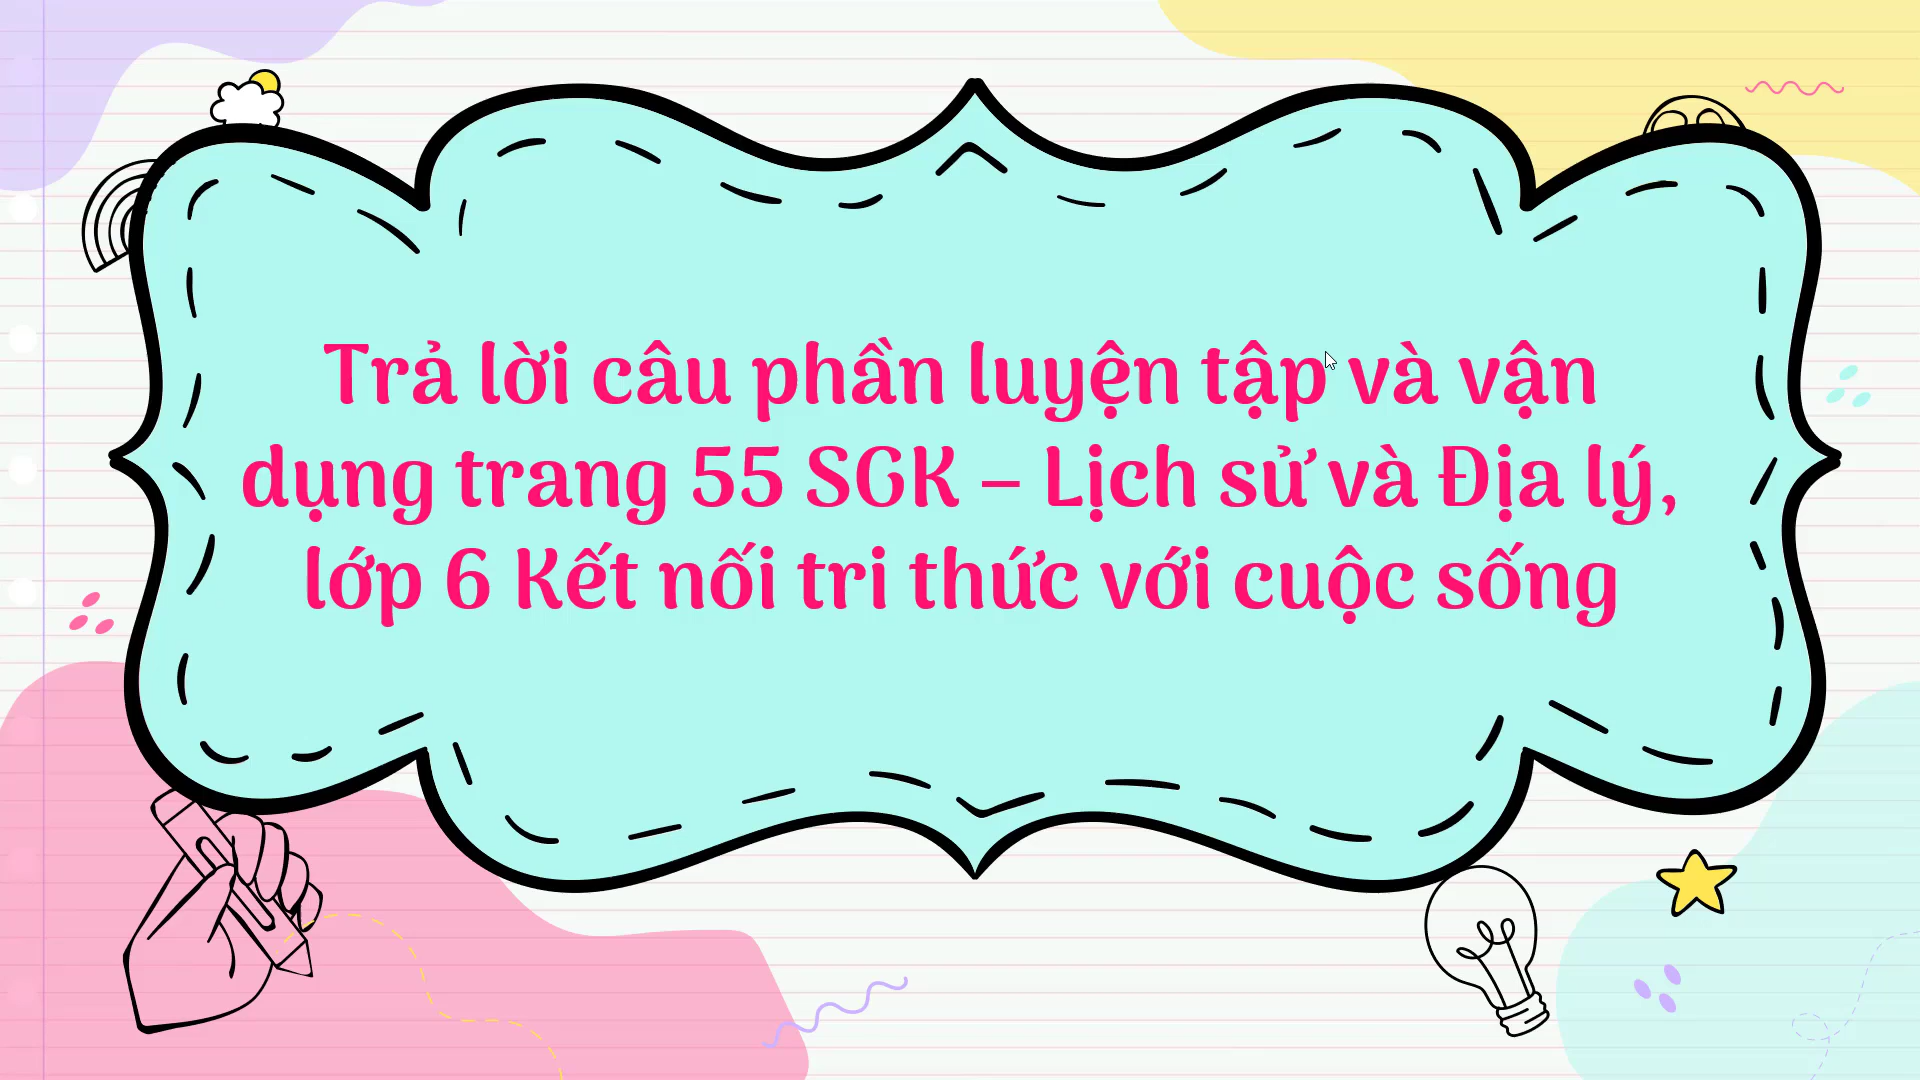 Trả lời câu phần luyện tập và vận
dụng trang 55 SGK – Lịch sử và Địa lý,
lớp 6 Kết nối tri thức với cuộc sống